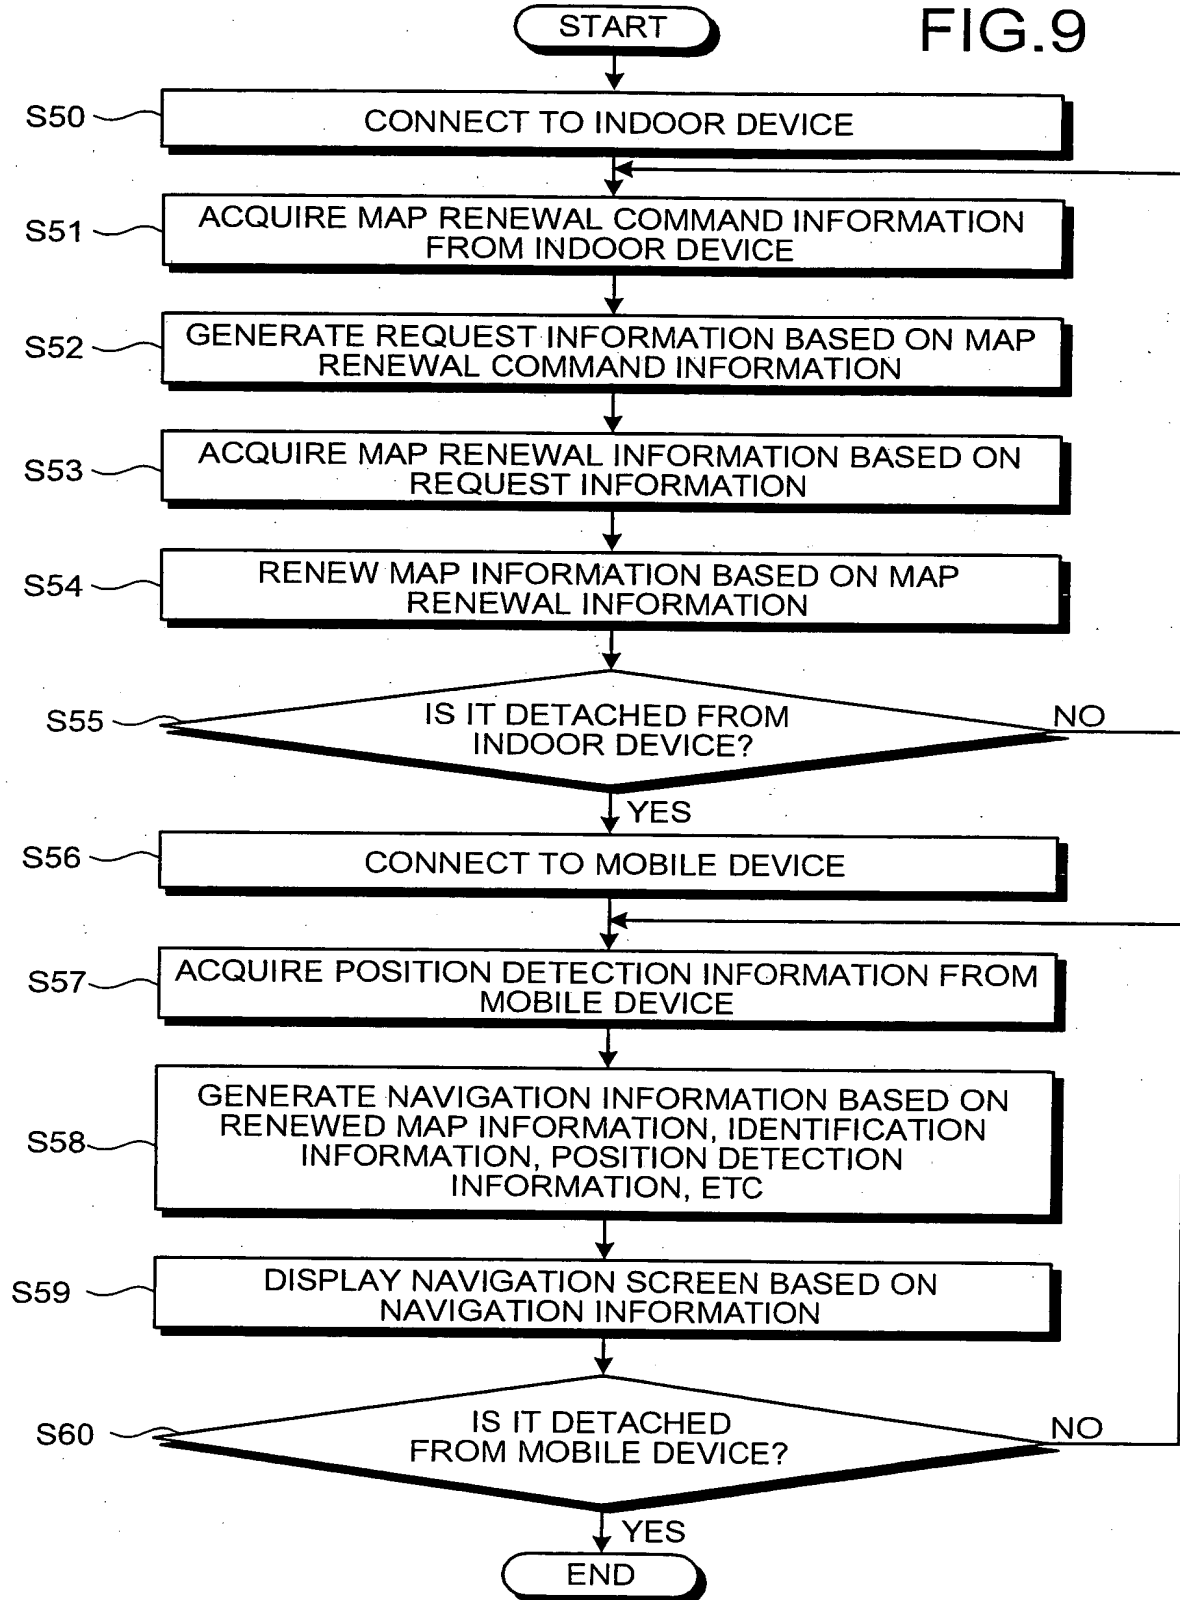 START
FIG.9
S50
CONNECT TO INDOOR DEVICE
S51
ACQUIRE MAP RENEWAL COMMAND INFORMATION
FROM INDOOR DEVICE
S52
GENERATE REQUEST INFORMATION BASED ON MAP
RENEWAL COMMAND INFORMATION
S53
ACQUIRE MAP RENEWAL INFORMATION BASED ON
REQUEST INFORMATION
S54
RENEW MAP INFORMATION BASED ON MAP
RENEWAL INFORMATION
S55
IS IT DETACHED FROM
INDOOR DEVICE?
NO
YES
S56
CONNECT TO MOBILE DEVICE
S57
ACQUIRE POSITION DETECTION INFORMATION FROM
MOBILE DEVICE
S58
GENERATE NAVIGATION INFORMATION BASED ON
RENEWED MAP INFORMATION, IDENTIFICATION
INFORMATION, POSITION DETECTION
INFORMATION, ETC
S59
DISPLAY NAVIGATION SCREEN BASED ON
NAVIGATION INFORMATION
S60
IS IT DETACHED
FROM MOBILE DEVICE?
NO
YES
END